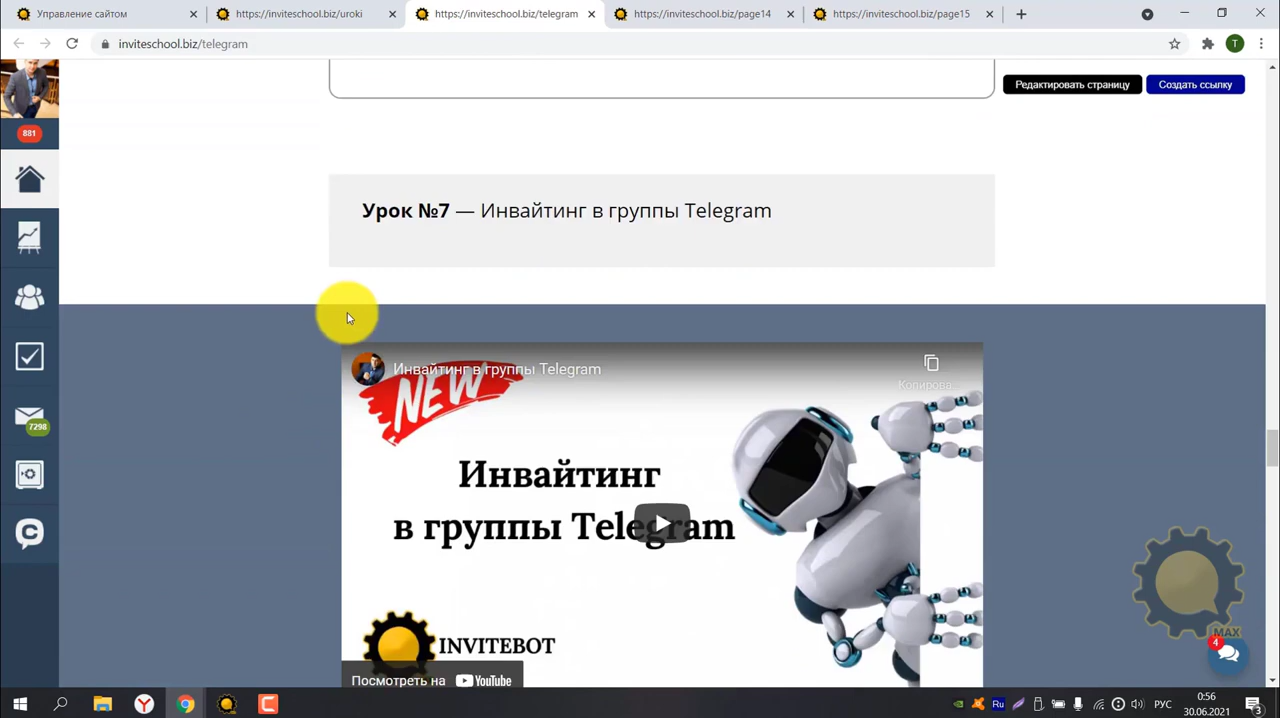 Управление сайтом
https://inviteschool.biz/uroki
https://inviteschool.biz/telegram
https://inviteschool.biz/page14
https://inviteschool.biz/page15
inviteschool.biz/telegram
T
Редактировать страницу
Создать ссылку
881
7298
Урок №7 — Инвайтинг в группы Telegram
Инвайтинг в группы Telegram
Копирова...
NEW
Инвайтинг
в группы Telegram
INVITEBOT
Посмотреть на YouTube
MAX
4
Ru
РУС
0:56
30.06.2021
3